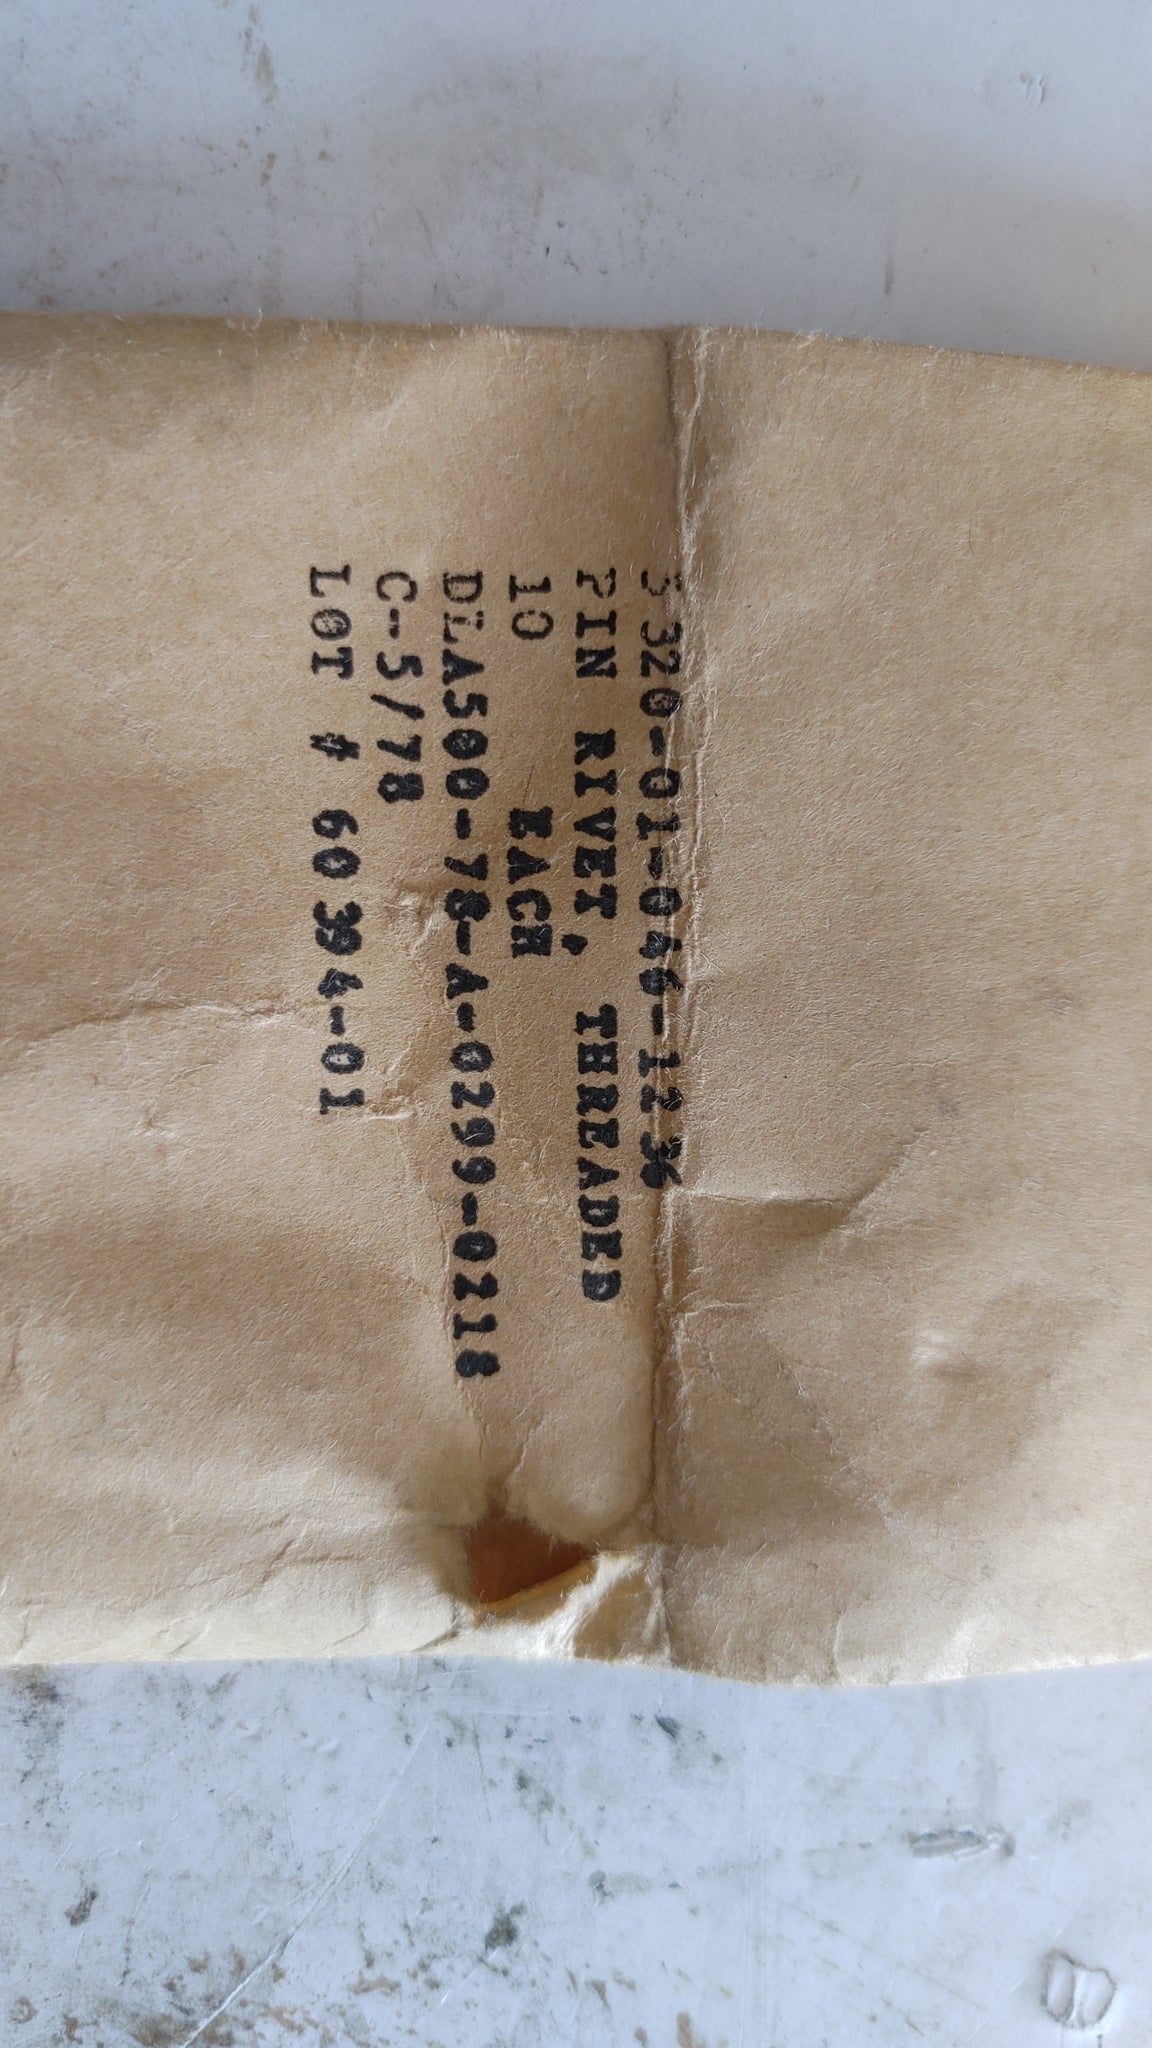 5320-01-046-1236
PIN RIVET, THREADED
10 EACH
DLA500-78-A-0299-0218
C-5/78
LOT # 60394-01